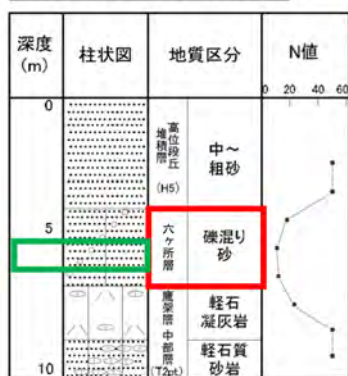 深度
(m)
柱状図
地質区分
N値
0 20 40 60
0
高位段丘
堆積層
(H5)
中～
粗砂
5
六ケ所層
礫混り
砂
鷹架層中部層
(T2pt)
軽石
凝灰岩
軽石質
砂岩
10